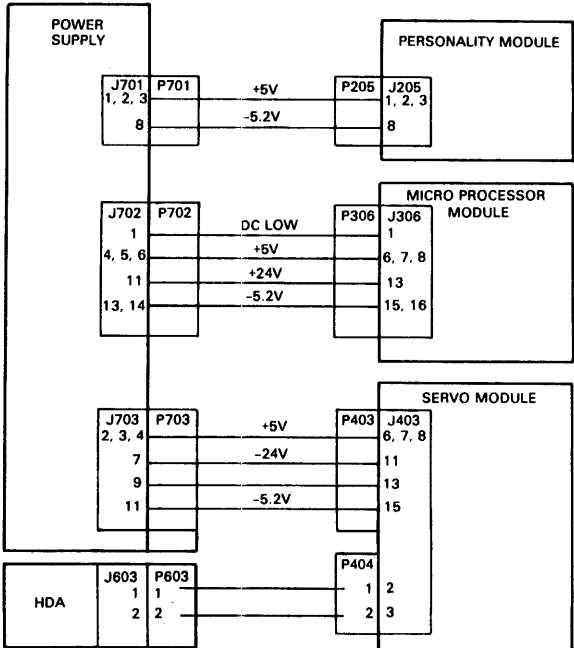 POWER
SUPPLY
PERSONALITY MODULE
J701 P701 +5V P205 J205
1, 2, 3 1, 2, 3
8 -5.2V 8
MICRO PROCESSOR
MODULE
J702 P702 DC LOW P306 J306
1 1
4, 5, 6 +5V 6, 7, 8
11 +24V 13
13, 14 -5.2V 15, 16
SERVO MODULE
J703 P703 +5V P403 J403
2, 3, 4 6, 7, 8
7 -24V 11
9 13
11 -5.2V 15
P404
HDA J603 P603
1 1 1 2
2 2 2 3